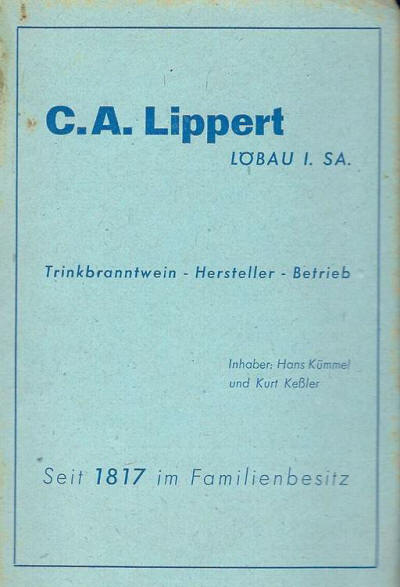 C.A. Lippert
LÖBAU I. SA.
Trinkbranntwein - Hersteller - Betrieb
Inhaber: Hans Kümmel
und Kurt Keßler
Seit 1817 im Familienbesitz